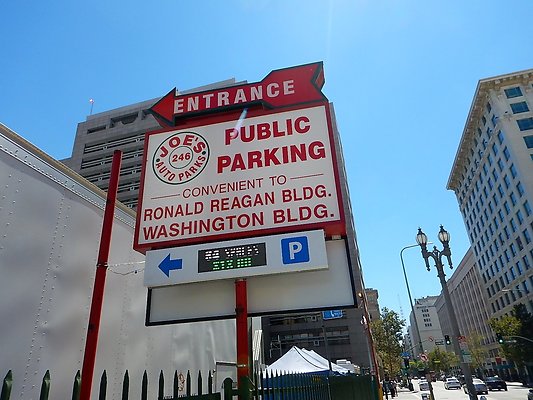 ENTRANCE
JOE'S
246
AUTO PARKS
PUBLIC
PARKING
CONVENIENT TO
RONALD REAGAN BLDG.
WASHINGTON BLDG.
P